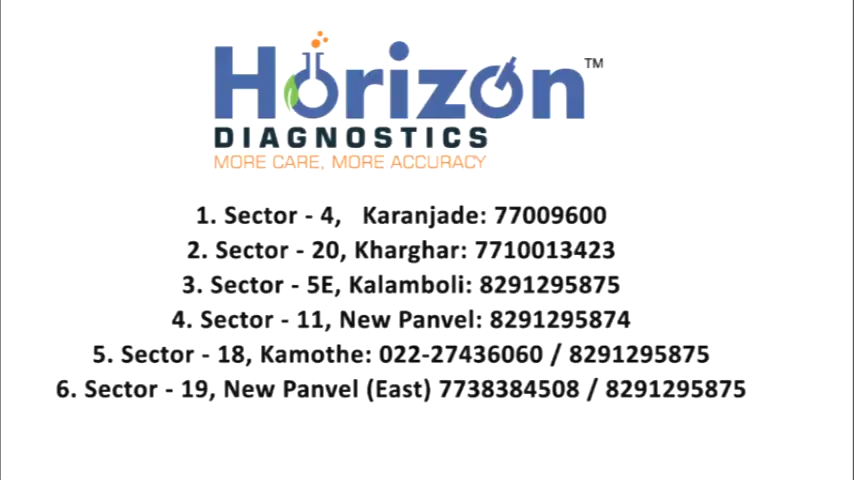 Horizon™
DIAGNOSTICS
MORE CARE, MORE ACCURACY
1. Sector - 4, Karanjade: 77009600
2. Sector - 20, Kharghar: 7710013423
3. Sector - 5E, Kalamboli: 8291295875
4. Sector - 11, New Panvel: 8291295874
5. Sector - 18, Kamothe: 022-27436060 / 8291295875
6. Sector - 19, New Panvel (East) 7738384508 / 8291295875